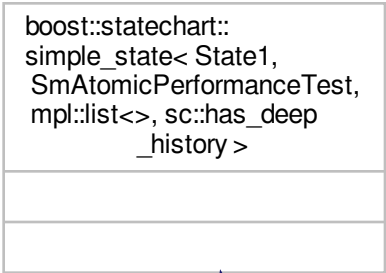 boost::statechart::
simple_state< State1,
SmAtomicPerformanceTest,
mpl::list<>, sc::has_deep
_history >